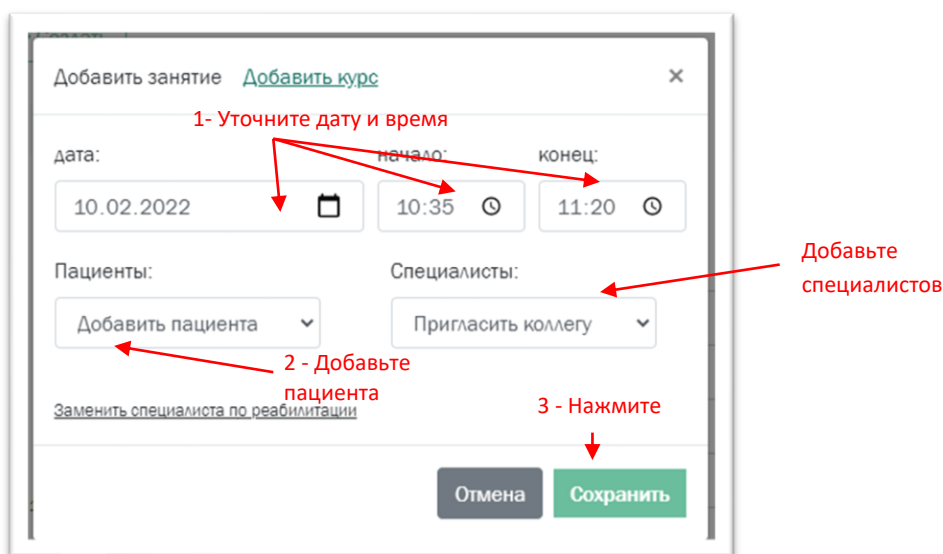 Добавить занятие Добавить курс ×
1- Уточните дату и время
дата: начало: конец:
10.02.2022 10:35 11:20
Добавьте
специалистов
Пациенты: Специалисты:
Добавить пациента Пригласить коллегу
2 - Добавьте
пациента
Заменить специалиста по реабилитации
3 - Нажмите
Отмена Сохранить